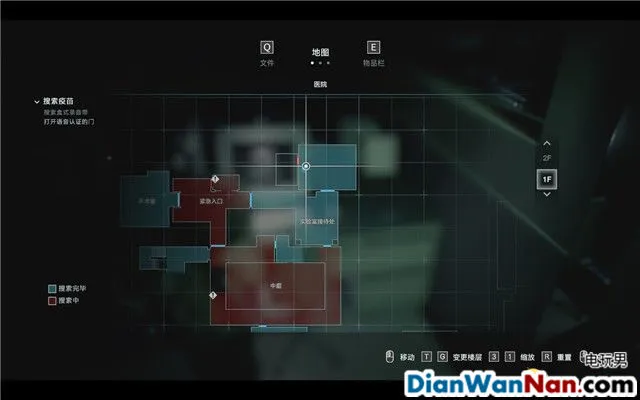 Q
地图
E
文件
物品栏
医院
搜索疫苗
搜索盒式录音带
打开语音认证的门
2F
1F
紧急入口
实验室接待处
中庭
搜索完毕
搜索中
移动 T G 变更楼层 3 1 缩放 R 重置
电玩男
DianWanNan.com